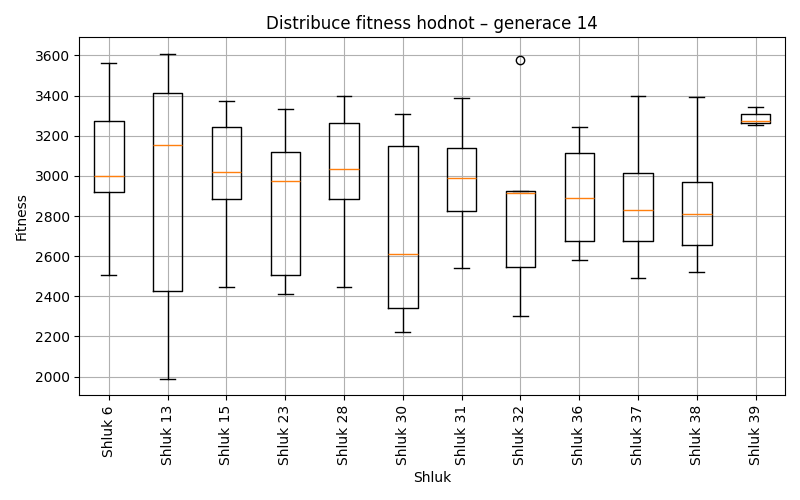 Distribuce fitness hodnot – generace 14
Fitness
3600
3400
3200
3000
2800
2600
2400
2200
2000
Shluk 6
Shluk 13
Shluk 15
Shluk 23
Shluk 28
Shluk 30
Shluk 31
Shluk 32
Shluk 36
Shluk 37
Shluk 38
Shluk 39
Shluk